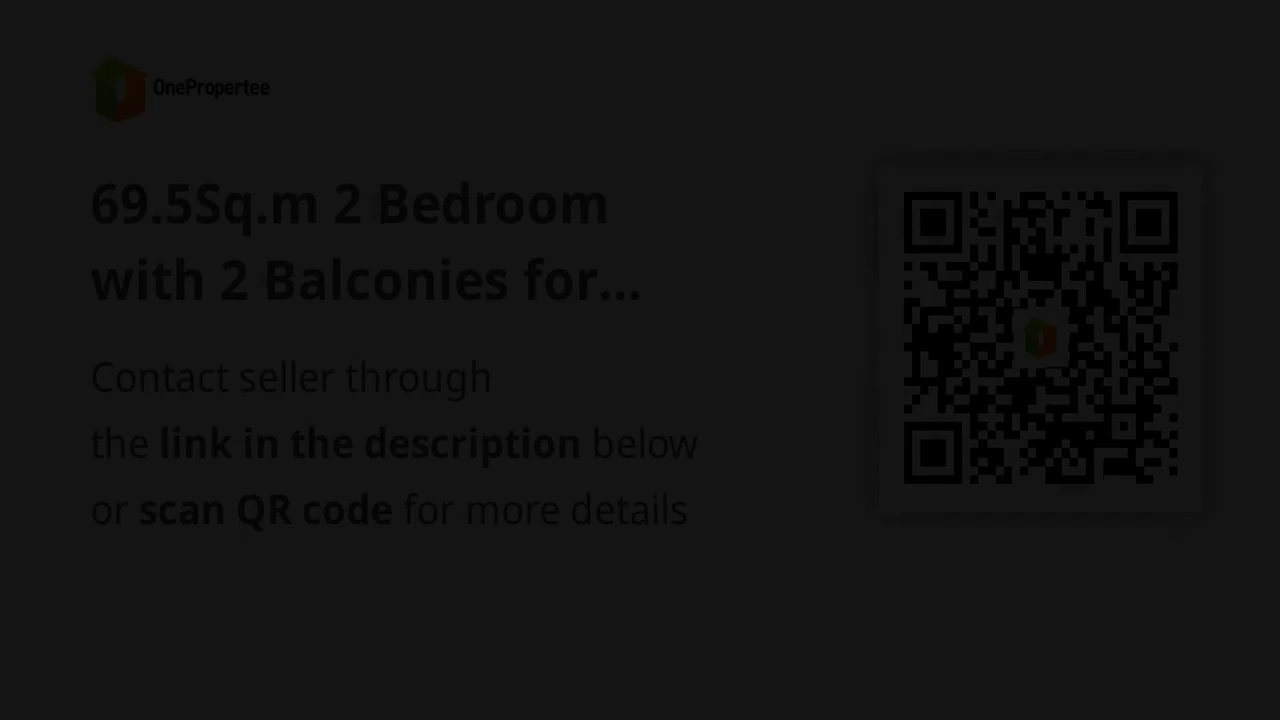 OnePropertee
69.5Sq.m 2 Bedroom
with 2 Balconies for...
Contact seller through
the link in the description below
or scan QR code for more details